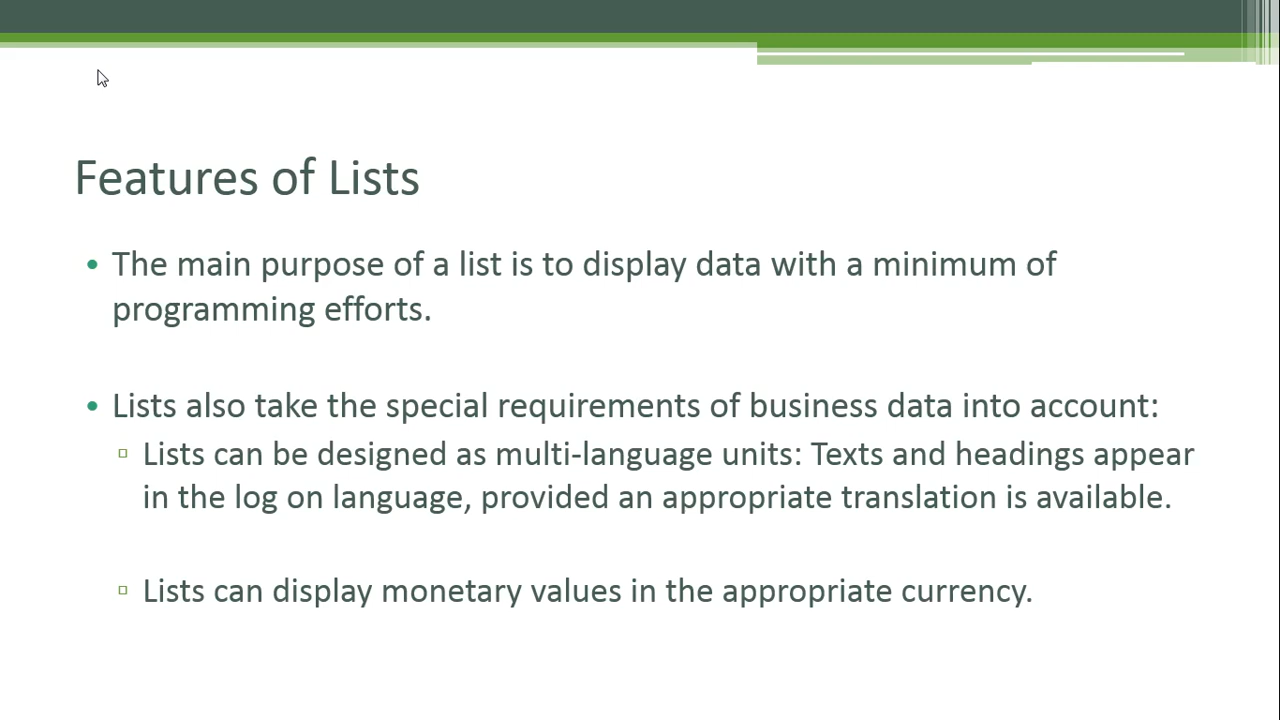 Features of Lists
• The main purpose of a list is to display data with a minimum of
programming efforts.
• Lists also take the special requirements of business data into account:
▫ Lists can be designed as multi-language units: Texts and headings appear
in the log on language, provided an appropriate translation is available.
▫ Lists can display monetary values in the appropriate currency.